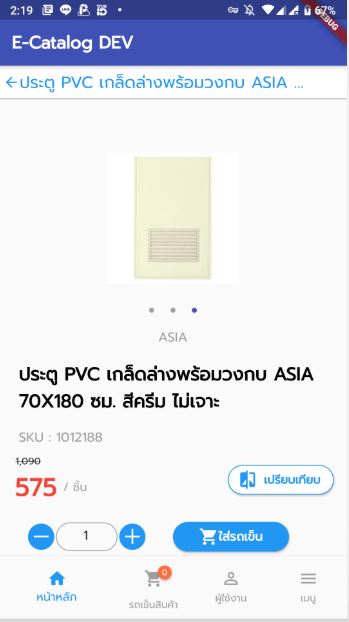 2:19
67%
DEBUG
E-Catalog DEV
ประตู PVC เกล็ดล่างพร้อมวงกบ ASIA ...
ASIA
ประตู PVC เกล็ดล่างพร้อมวงกบ ASIA
70X180 ซม. สีครีม ไม่เจาะ
SKU : 1012188
1,090
575 / ชิ้น
เปรียบเทียบ
1
ใส่รถเข็น
0
หน้าหลัก
รถเข็นสินค้า
ผู้ใช้งาน
เมนู